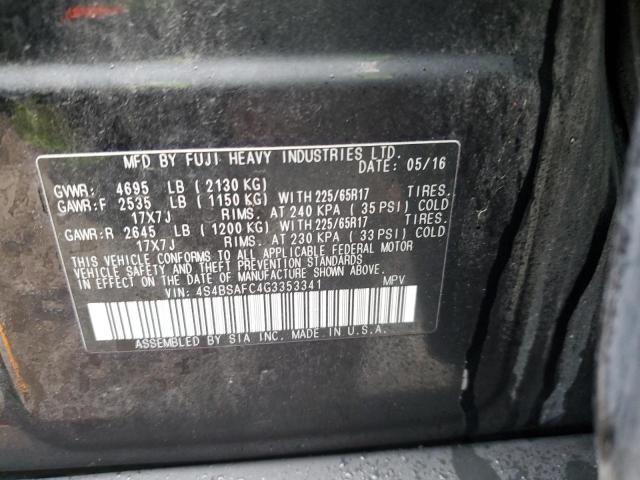 MFD BY FUJI HEAVY INDUSTRIES LTD.
DATE: 05/16
GVWR: 4695 LB (2130 KG)
GAWR:F 2535 LB (1150 KG) WITH 225/65R17 TIRES.
17X7J RIMS. AT 240 KPA (35 PSI) COLD
GAWR:R 2645 LB (1200 KG) WITH 225/65R17 TIRES.
17X7J RIMS. AT 230 KPA (33 PSI) COLD
THIS VEHICLE CONFORMS TO ALL APPLICABLE FEDERAL MOTOR
VEHICLE SAFETY AND THEFT PREVENTION STANDARDS IN
EFFECT ON THE DATE OF MANUFACTURE SHOWN ABOVE.
VIN: 4S4BSAFC4G3353341 MPV
ASSEMBLED BY SIA INC. MADE IN U.S.A.